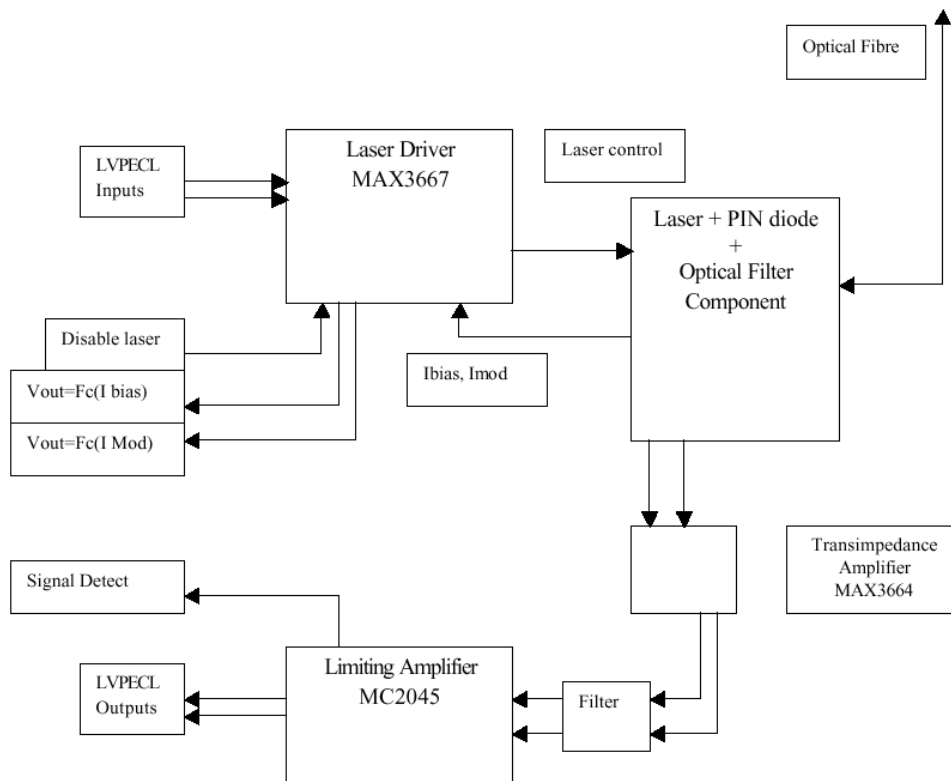 Optical Fibre
Laser Driver
MAX3667
Laser control
LVPECL
Inputs
Laser + PIN diode
+
Optical Filter
Component
Disable laser
Ibias, Imod
Vout=Fc(I bias)
Vout=Fc(I Mod)
Transimpedance
Amplifier
MAX3664
Signal Detect
Limiting Amplifier
MC2045
LVPECL
Outputs
Filter